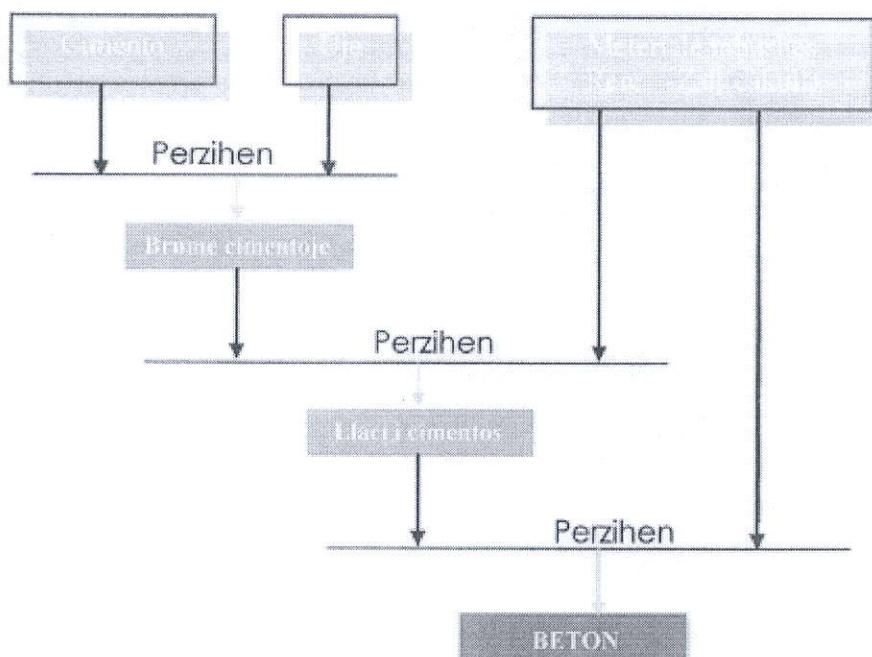 Cimento
Uje
Perzihen
Brume cimentoje
Perzihen
Llaci i cimentos
Perzihen
BETON